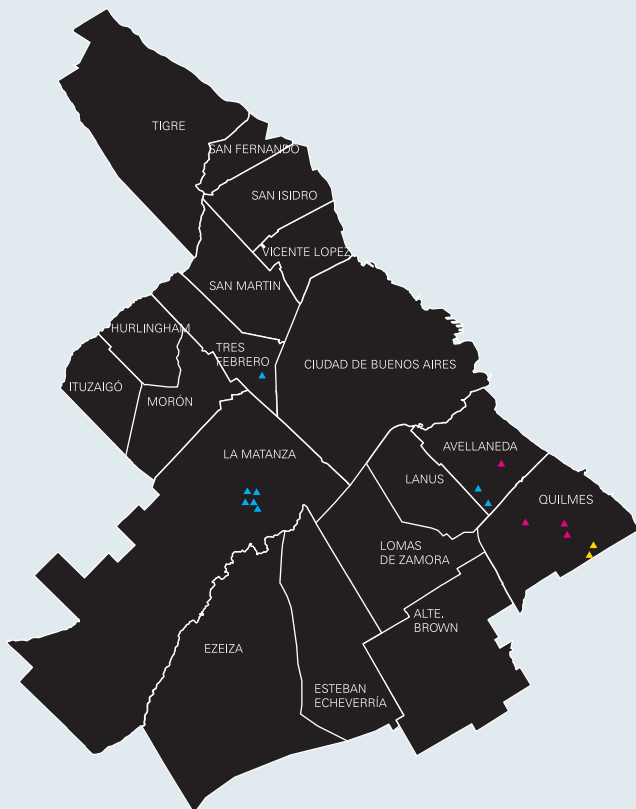 TIGRE
SAN FERNANDO
SAN ISIDRO
VICENTE LOPEZ
SAN MARTIN
HURLINGHAM
TRES
FEBRERO
CIUDAD DE BUENOS AIRES
ITUZAIGÓ
MORÓN
LA MATANZA
AVELLANEDA
LANUS
QUILMES
LOMAS
DE ZAMORA
ALTE.
BROWN
EZEIZA
ESTEBAN
ECHEVERRÍA